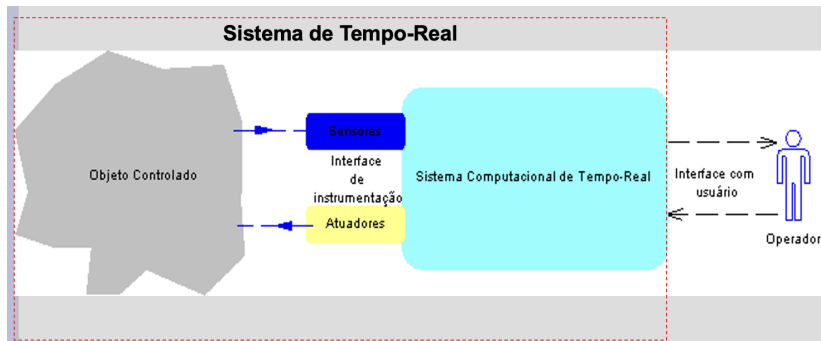 Sistema de Tempo-Real
Objeto Controlado
Sensores
Interface
de
instrumentação
Atuadores
Sistema Computacional de Tempo-Real
Interface com
usuário
Operador